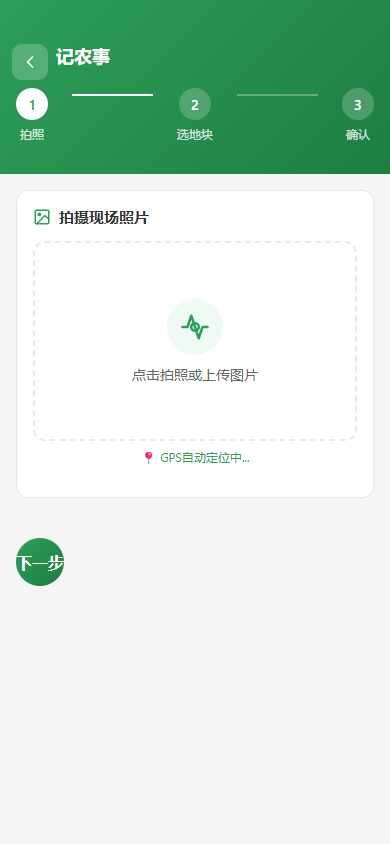 记农事
1
2
3
拍照
选地块
确认
拍摄现场照片
点击拍照或上传图片
GPS自动定位中...
下一步